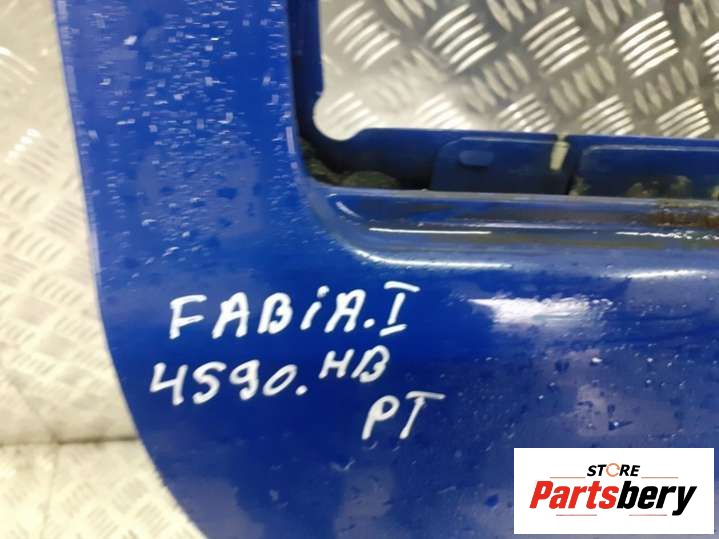 FABiA.I
4590.HB
PT
STORE
Partsbery